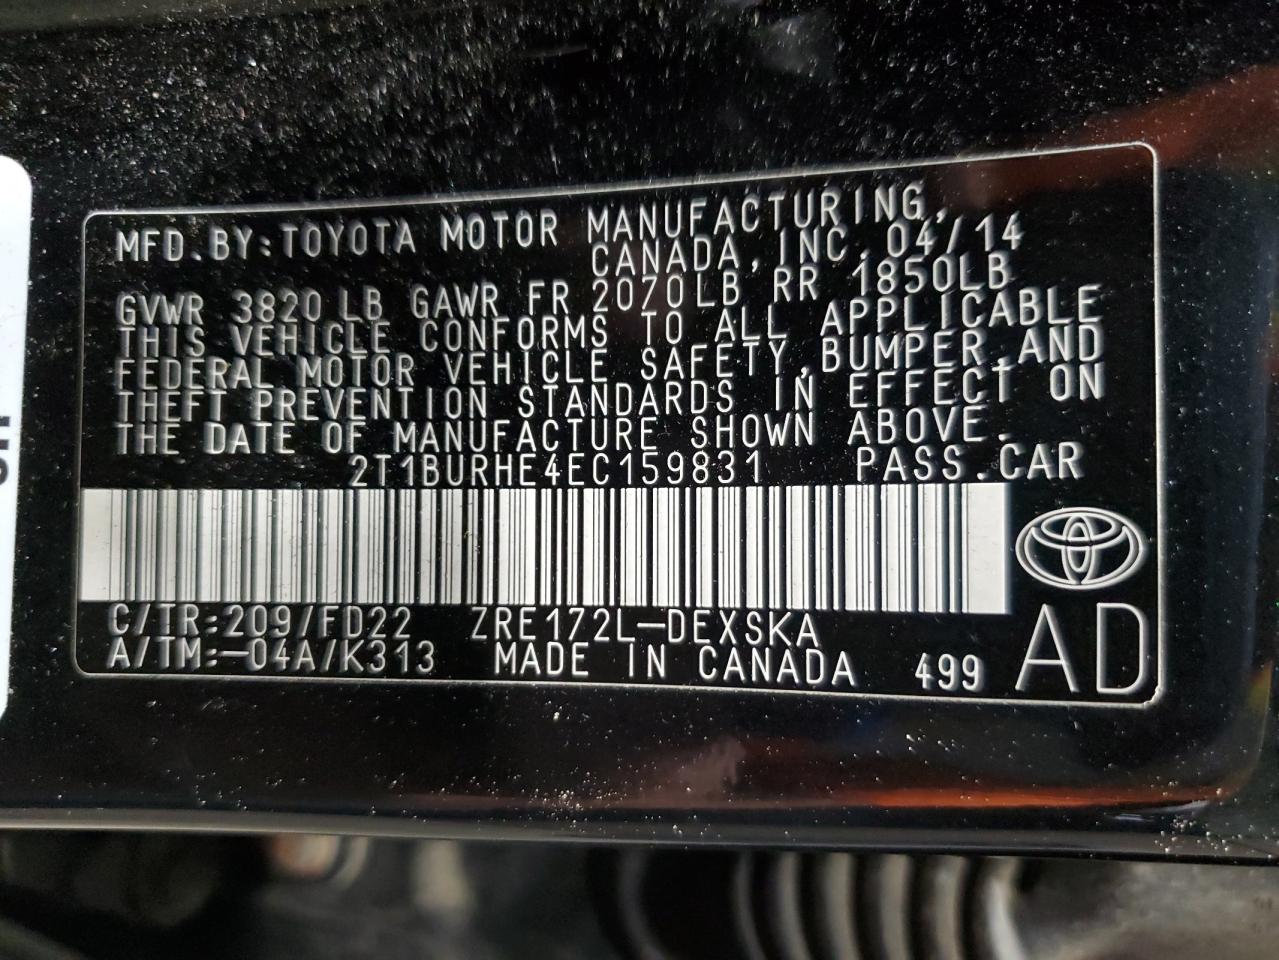 MFD.BY:TOYOTA MOTOR MANUFACTURING,
CANADA,INC.04/14
GVWR 3820 LB GAWR FR 2070LB RR 1850LB
THIS VEHICLE CONFORMS TO ALL APPLICABLE
FEDERAL MOTOR VEHICLE SAFETY,BUMPER,AND
THEFT PREVENTION STANDARDS IN EFFECT ON
THE DATE OF MANUFACTURE SHOWN ABOVE.
2T1BURHE4EC159831 PASS.CAR
C/TR:209/FD22 ZRE172L-DEXSKA
A/TM:-04A/K313 MADE IN CANADA 499
AD